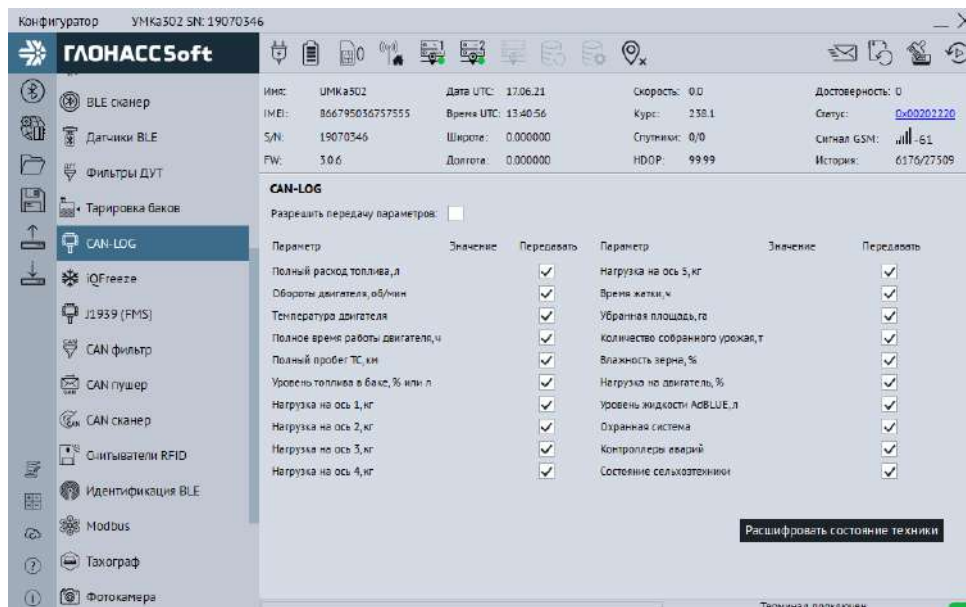 Конфигуратор УМКа302 SN: 19070346
ГЛОНАССSoft
Имя: UMKa302 Дата UTC: 17.06.21 Скорость: 0.0 Достоверность: 0
IMEI: 866795036757555 Время UTC: 13:40:56 Курс: 238.1 Статус: 0x00202220
S/N: 19070346 Широта: 0.000000 Спутники: 0/0 Сигнал GSM: -61
FW: 3.0.6 Долгота: 0.000000 HDOP: 99.99 История: 6176/27509
BLE сканер
Датчики BLE
Фильтры ДУТ
Тарировка баков
CAN-LOG
iQFreeze
J1939 (FMS)
CAN фильтр
CAN пушер
CAN сканер
Считыватели RFID
Идентификация BLE
Modbus
Тахограф
Фотокамера
CAN-LOG
Разрешить передачу параметров:
Параметр Значение Передавать Параметр Значение Передавать
Полный расход топлива, л Нагрузка на ось 5, кг
Обороты двигателя, об/мин Время жатки, ч
Температура двигателя Убранная площадь, га
Полное время работы двигателя, ч Количество собранного урожая, т
Полный пробег ТС, км Влажность зерна, %
Уровень топлива в баке, % или л Нагрузка на двигатель, %
Нагрузка на ось 1, кг Уровень жидкости AdBLUE, л
Нагрузка на ось 2, кг Охранная система
Нагрузка на ось 3, кг Контроллеры аварий
Нагрузка на ось 4, кг Состояние сельхозтехники
Расшифровать состояние техники
Терминал подключен